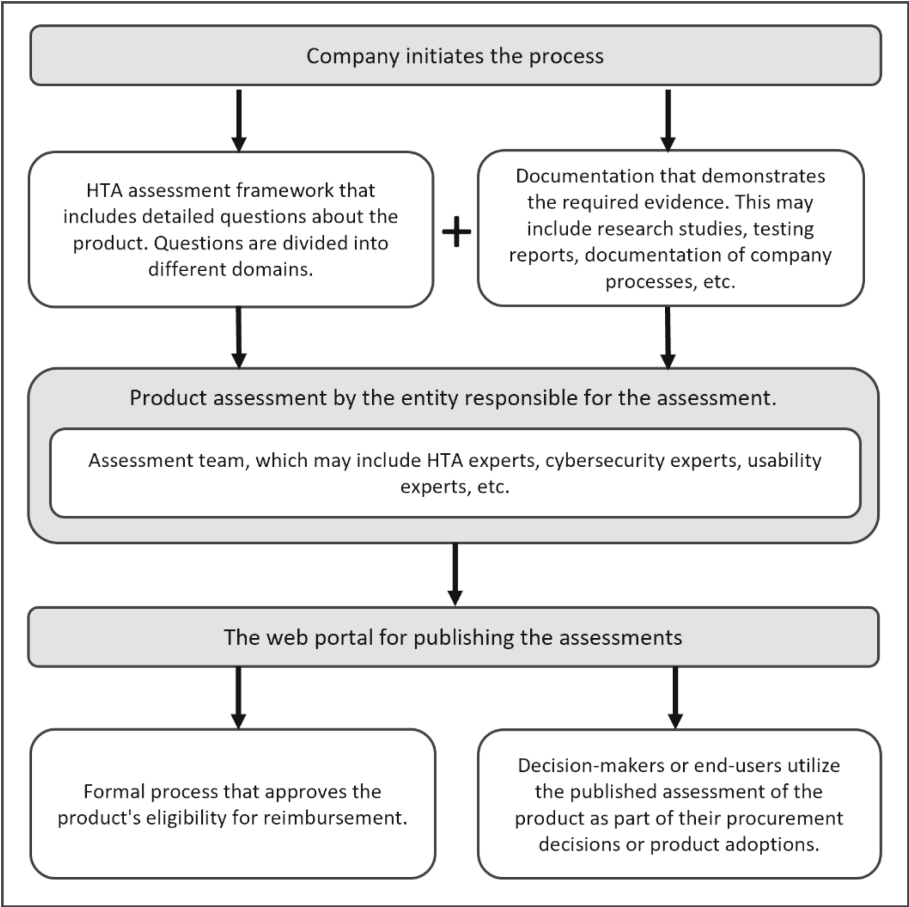 Company initiates the process
HTA assessment framework that
includes detailed questions about the
product. Questions are divided into
different domains.
+
Documentation that demonstrates
the required evidence. This may
include research studies, testing
reports, documentation of company
processes, etc.
Product assessment by the entity responsible for the assessment.
Assessment team, which may include HTA experts, cybersecurity experts, usability
experts, etc.
The web portal for publishing the assessments
Formal process that approves the
product's eligibility for reimbursement.
Decision-makers or end-users utilize
the published assessment of the
product as part of their procurement
decisions or product adoptions.